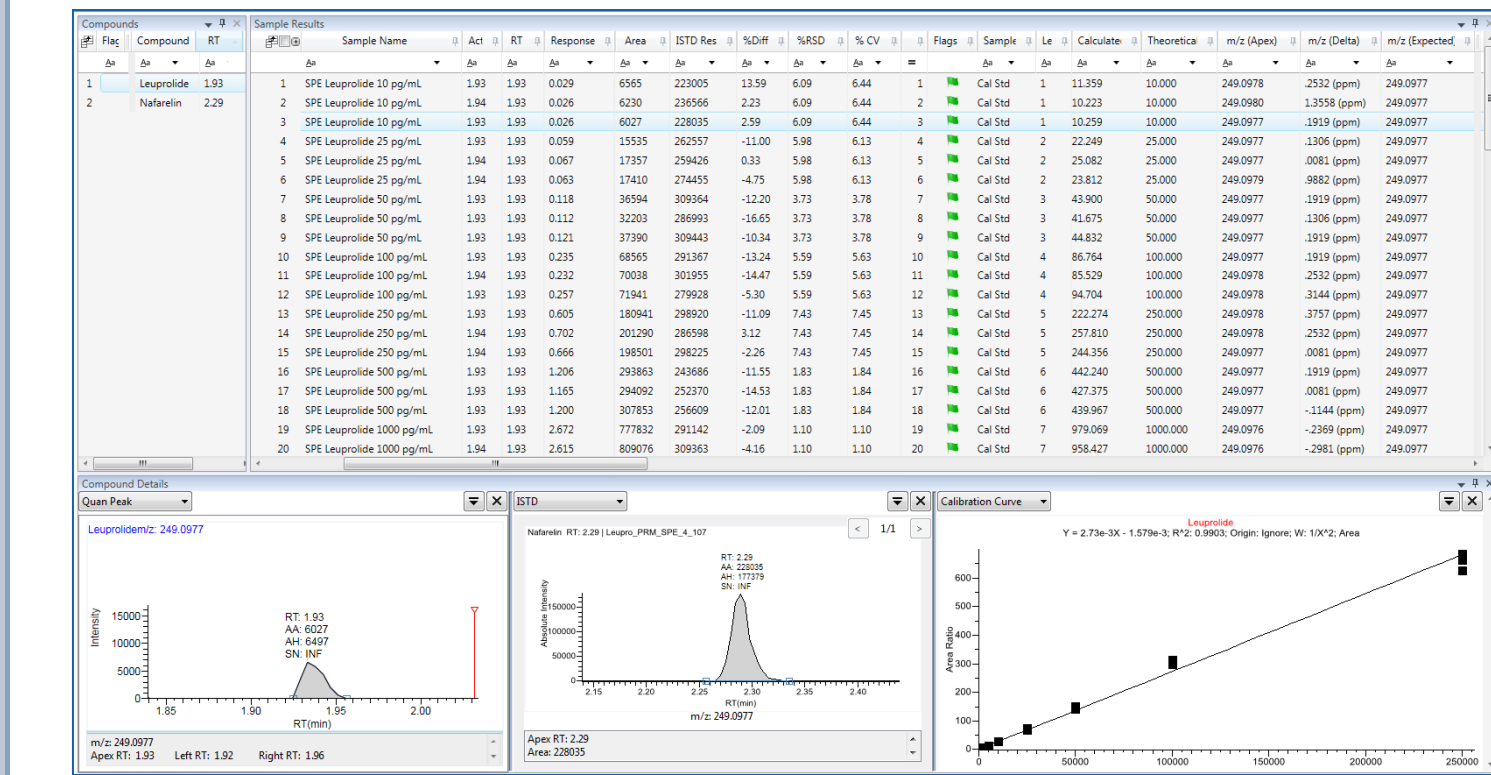 Compounds
Flag Compound RT
Aa Aa Aa
1 Leuprolide 1.93
2 Nafarelin 2.29
Sample Results
Sample Name Act RT Response Area ISTD Res %Diff %RSD % CV Flags Sample Le Calculate Theoretical m/z (Apex) m/z (Delta) m/z (Expected)
Aa Aa Aa Aa Aa Aa Aa Aa Aa = Aa Aa Aa Aa Aa Aa Aa
1 SPE Leuprolide 10 pg/mL 1.93 1.93 0.029 6565 223005 13.59 6.09 6.44 1 Cal Std 1 11.359 10.000 249.0978 .2532 (ppm) 249.0977
2 SPE Leuprolide 10 pg/mL 1.94 1.93 0.026 6230 236566 2.23 6.09 6.44 2 Cal Std 1 10.223 10.000 249.0980 1.3558 (ppm) 249.0977
3 SPE Leuprolide 10 pg/mL 1.93 1.93 0.026 6027 228035 2.59 6.09 6.44 3 Cal Std 1 10.259 10.000 249.0977 .1919 (ppm) 249.0977
4 SPE Leuprolide 25 pg/mL 1.93 1.93 0.059 15535 262557 -11.00 5.98 6.13 4 Cal Std 2 22.249 25.000 249.0977 .1306 (ppm) 249.0977
5 SPE Leuprolide 25 pg/mL 1.94 1.93 0.067 17357 259426 0.33 5.98 6.13 5 Cal Std 2 25.082 25.000 249.0977 .0081 (ppm) 249.0977
6 SPE Leuprolide 25 pg/mL 1.94 1.93 0.063 17410 274455 -4.75 5.98 6.13 6 Cal Std 2 23.812 25.000 249.0979 .9882 (ppm) 249.0977
7 SPE Leuprolide 50 pg/mL 1.93 1.93 0.118 36594 309364 -12.20 3.73 3.78 7 Cal Std 3 43.900 50.000 249.0977 .1919 (ppm) 249.0977
8 SPE Leuprolide 50 pg/mL 1.93 1.93 0.112 32203 286993 -16.65 3.73 3.78 8 Cal Std 3 41.675 50.000 249.0977 .1306 (ppm) 249.0977
9 SPE Leuprolide 50 pg/mL 1.93 1.93 0.121 37390 309443 -10.34 3.73 3.78 9 Cal Std 3 44.832 50.000 249.0977 .1919 (ppm) 249.0977
10 SPE Leuprolide 100 pg/mL 1.93 1.93 0.235 68565 291367 -13.24 5.59 5.63 10 Cal Std 4 86.764 100.000 249.0977 .1919 (ppm) 249.0977
11 SPE Leuprolide 100 pg/mL 1.94 1.93 0.232 70038 301955 -14.47 5.59 5.63 11 Cal Std 4 85.529 100.000 249.0978 .2532 (ppm) 249.0977
12 SPE Leuprolide 100 pg/mL 1.93 1.93 0.257 71941 279928 -5.30 5.59 5.63 12 Cal Std 4 94.704 100.000 249.0978 .3144 (ppm) 249.0977
13 SPE Leuprolide 250 pg/mL 1.93 1.93 0.605 180941 298920 -11.09 7.43 7.45 13 Cal Std 5 222.274 250.000 249.0978 .3757 (ppm) 249.0977
14 SPE Leuprolide 250 pg/mL 1.94 1.93 0.702 201290 286598 3.12 7.43 7.45 14 Cal Std 5 257.810 250.000 249.0978 .2532 (ppm) 249.0977
15 SPE Leuprolide 250 pg/mL 1.94 1.93 0.666 198501 298225 -2.26 7.43 7.45 15 Cal Std 5 244.356 250.000 249.0977 .0081 (ppm) 249.0977
16 SPE Leuprolide 500 pg/mL 1.93 1.93 1.206 293863 243686 -11.55 1.83 1.84 16 Cal Std 6 442.240 500.000 249.0977 .1919 (ppm) 249.0977
17 SPE Leuprolide 500 pg/mL 1.93 1.93 1.165 294092 252370 -14.53 1.83 1.84 17 Cal Std 6 427.375 500.000 249.0977 .0081 (ppm) 249.0977
18 SPE Leuprolide 500 pg/mL 1.93 1.93 1.200 307853 256609 -12.01 1.83 1.84 18 Cal Std 6 439.967 500.000 249.0977 -.1144 (ppm) 249.0977
19 SPE Leuprolide 1000 pg/mL 1.93 1.93 2.672 777832 291142 -2.09 1.10 1.10 19 Cal Std 7 979.069 1000.000 249.0976 -.2369 (ppm) 249.0977
20 SPE Leuprolide 1000 pg/mL 1.94 1.93 2.615 809076 309363 -4.16 1.10 1.10 20 Cal Std 7 958.427 1000.000 249.0976 -.2981 (ppm) 249.0977
Compound Details
Quan Peak
Leuprolidem/z: 249.0977
RT: 1.93
AA: 6027
AH: 6497
SN: INF
Intensity
15000
10000
5000
0
1.85 1.90 1.95 2.00
RT(min)
m/z: 249.0977
Apex RT: 1.93 Left RT: 1.92 Right RT: 1.96
ISTD
Nafarelin RT: 2.29 | Leupro_PRM_SPE_4_107
< 1/1 >
RT: 2.29
AA: 228035
AH: 177379
SN: INF
Absolute Intensity
150000
100000
50000
0
2.15 2.20 2.25 2.30 2.35 2.40
RT(min)
m/z: 249.0977
Apex RT: 2.29
Area: 228035
Calibration Curve
Leuprolide
Y = 2.73e-3X - 1.579e-3; R^2: 0.9903; Origin: Ignore; W: 1/X^2; Area
Area Ratio
600
500
400
300
200
100
0
0 50000 100000 150000 200000 250000